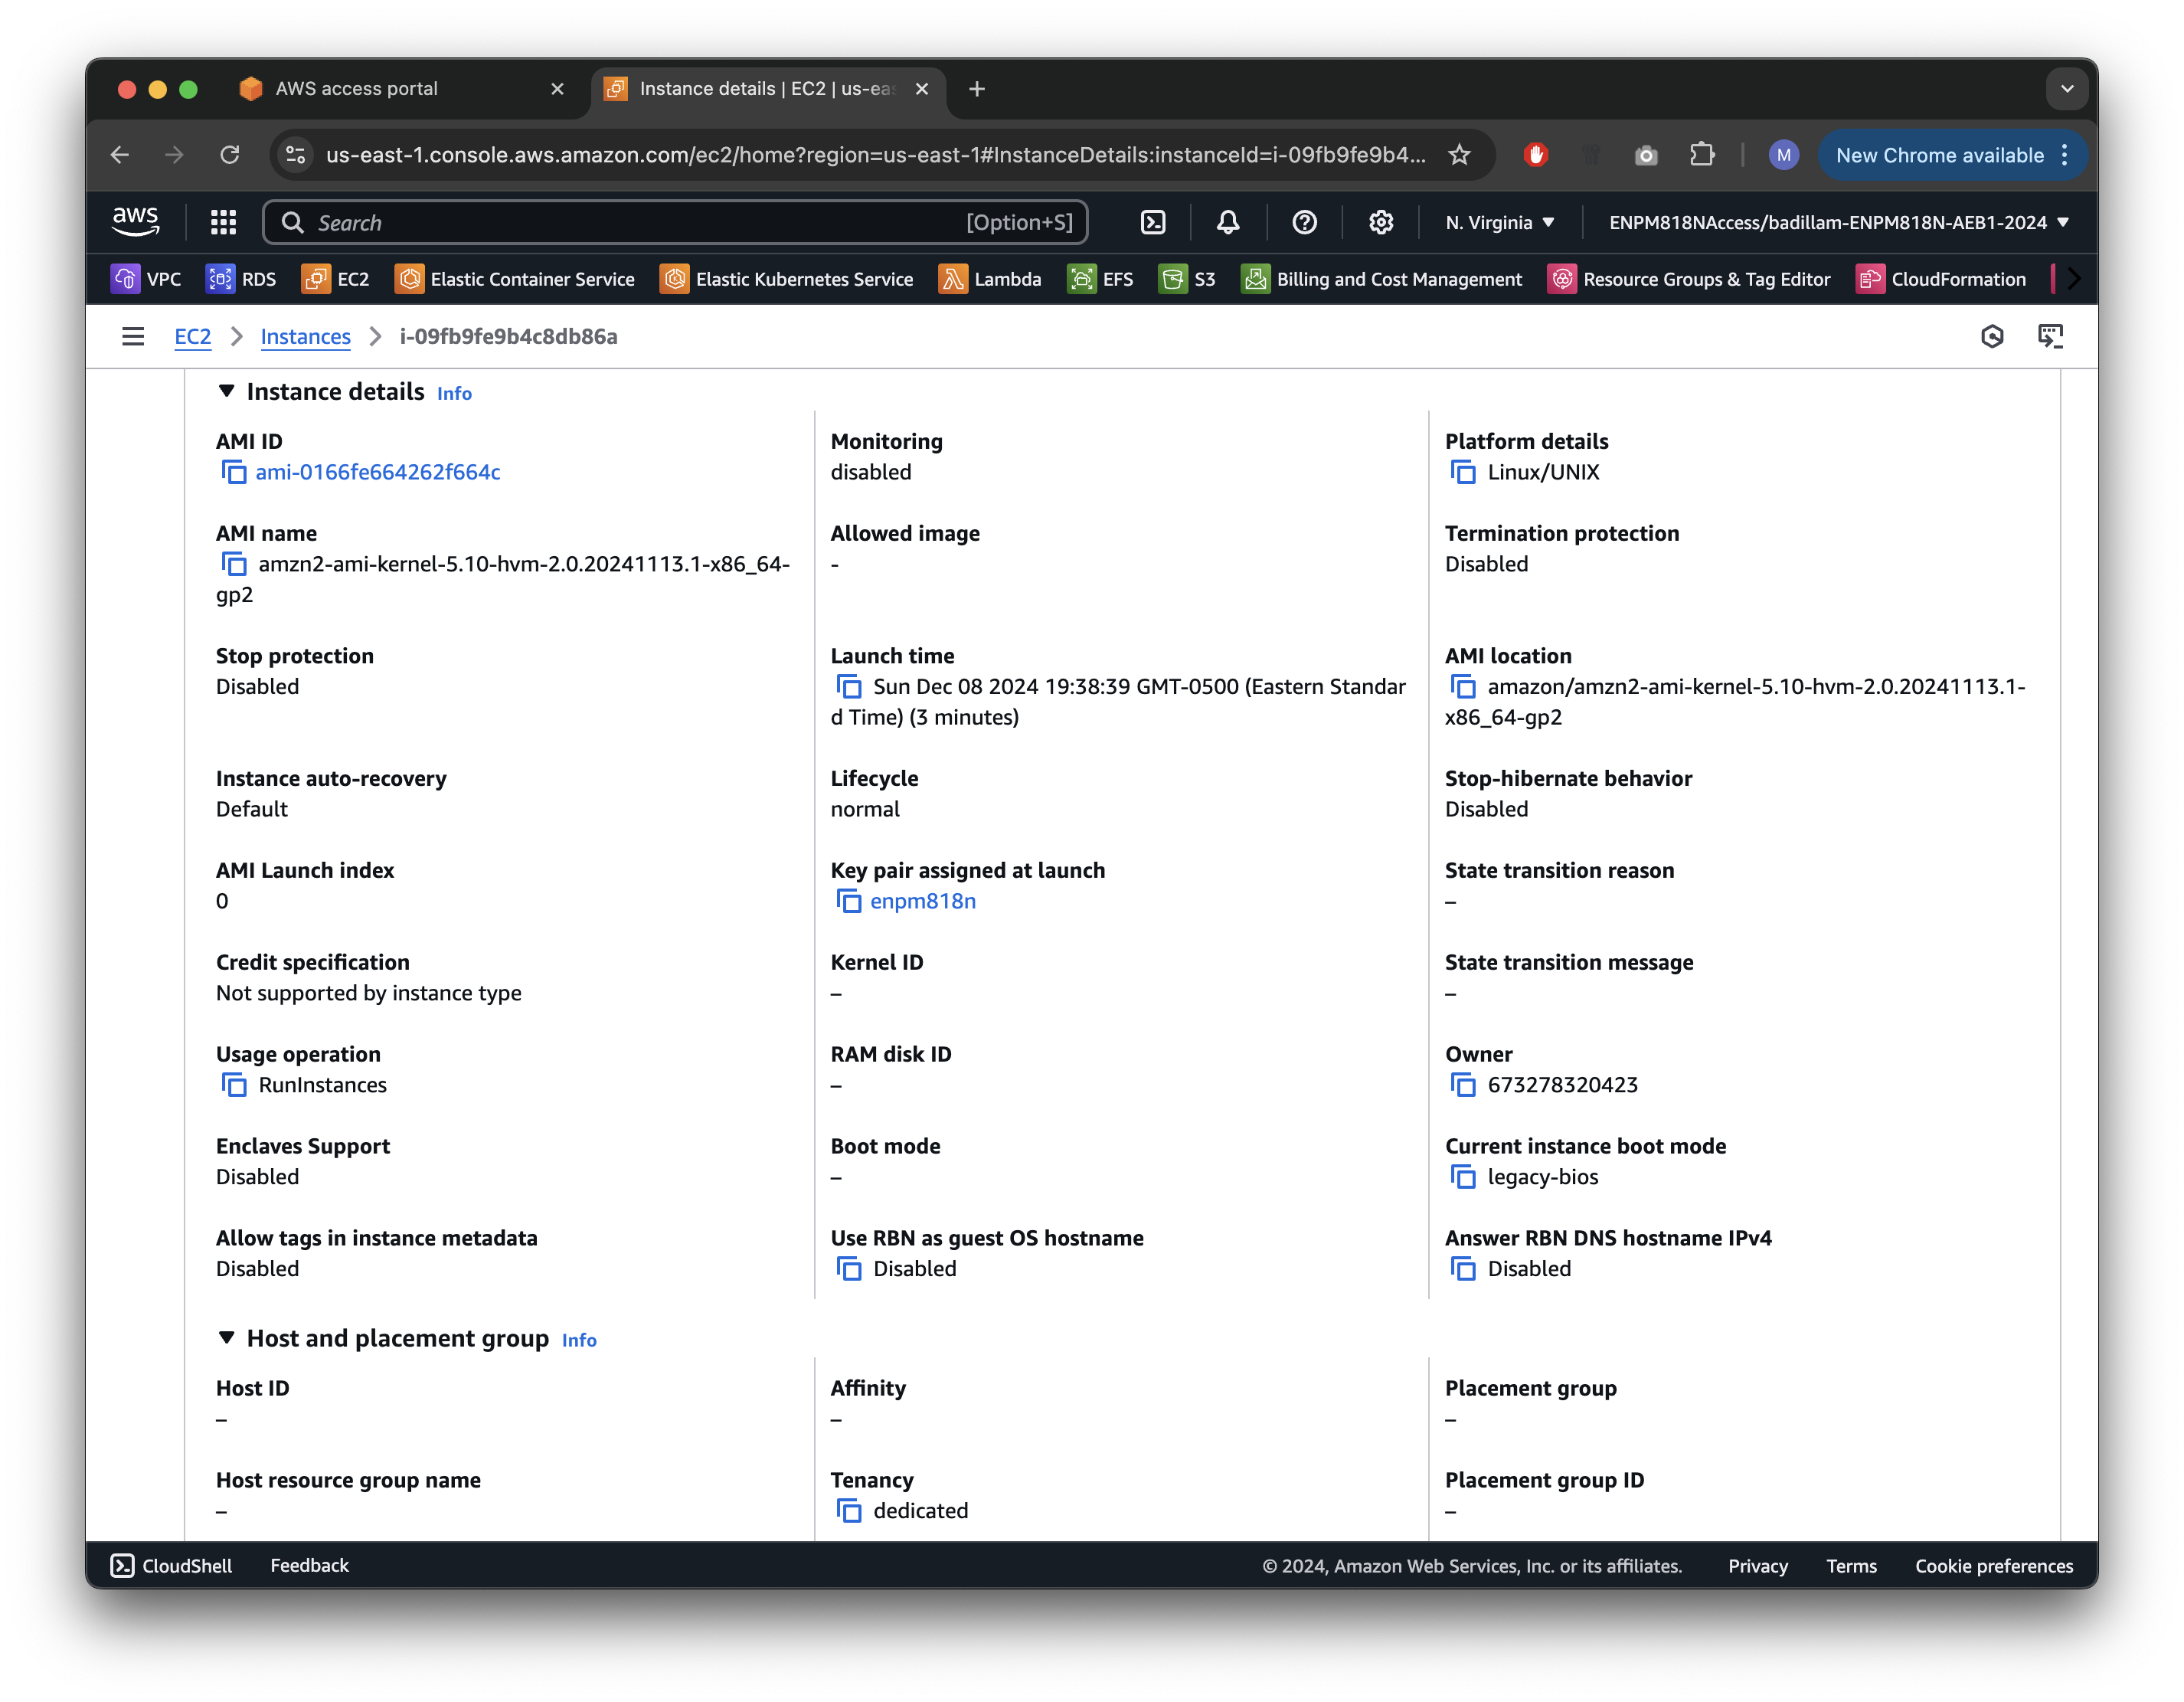 AWS access portal
Instance details | EC2 | us-eas
us-east-1.console.aws.amazon.com/ec2/home?region=us-east-1#InstanceDetails:instanceId=i-09fb9fe9b4...
M
New Chrome available
aws
Search
[Option+S]
N. Virginia
ENPM818NAccess/badillam-ENPM818N-AEB1-2024
VPC
RDS
EC2
Elastic Container Service
Elastic Kubernetes Service
Lambda
EFS
S3
Billing and Cost Management
Resource Groups & Tag Editor
CloudFormation
EC2
Instances
i-09fb9fe9b4c8db86a
Instance details Info
AMI ID
ami-0166fe664262f664c
Monitoring
disabled
Platform details
Linux/UNIX
AMI name
amzn2-ami-kernel-5.10-hvm-2.0.20241113.1-x86_64-
gp2
Allowed image
-
Termination protection
Disabled
Stop protection
Disabled
Launch time
Sun Dec 08 2024 19:38:39 GMT-0500 (Eastern Standar
d Time) (3 minutes)
AMI location
amazon/amzn2-ami-kernel-5.10-hvm-2.0.20241113.1-
x86_64-gp2
Instance auto-recovery
Default
Lifecycle
normal
Stop-hibernate behavior
Disabled
AMI Launch index
0
Key pair assigned at launch
enpm818n
State transition reason
–
Credit specification
Not supported by instance type
Kernel ID
–
State transition message
–
Usage operation
RunInstances
RAM disk ID
–
Owner
673278320423
Enclaves Support
Disabled
Boot mode
–
Current instance boot mode
legacy-bios
Allow tags in instance metadata
Disabled
Use RBN as guest OS hostname
Disabled
Answer RBN DNS hostname IPv4
Disabled
Host and placement group Info
Host ID
–
Affinity
–
Placement group
–
Host resource group name
–
Tenancy
dedicated
Placement group ID
–
CloudShell
Feedback
© 2024, Amazon Web Services, Inc. or its affiliates.
Privacy
Terms
Cookie preferences